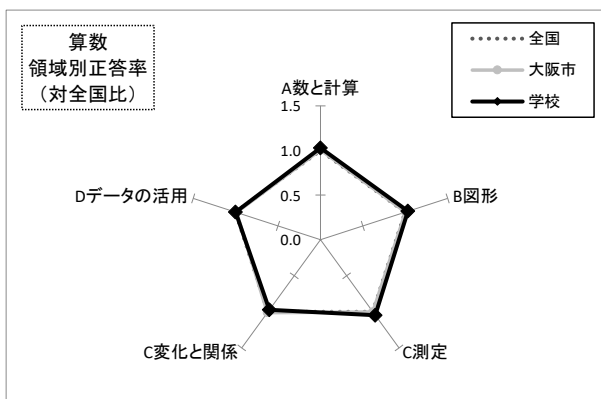 算数
領域別正答率
（対全国比）
全国
大阪市
学校
A数と計算
1.5
1.0
0.5
0.0
B図形
C測定
C変化と関係
Dデータの活用